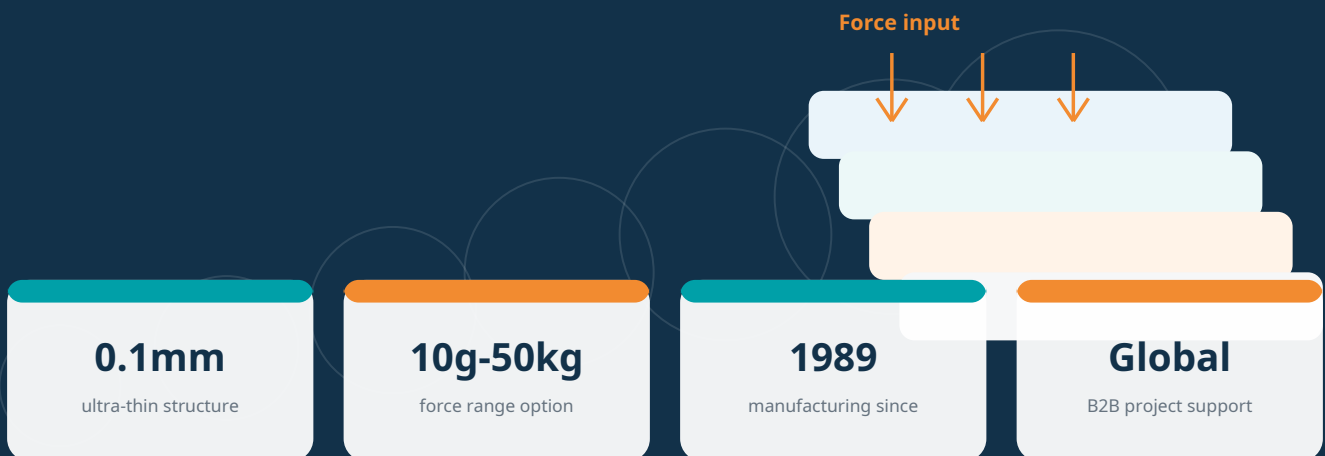 Force input
0.1mm
ultra-thin structure
10g-50kg
force range option
1989
manufacturing since
Global
B2B project support